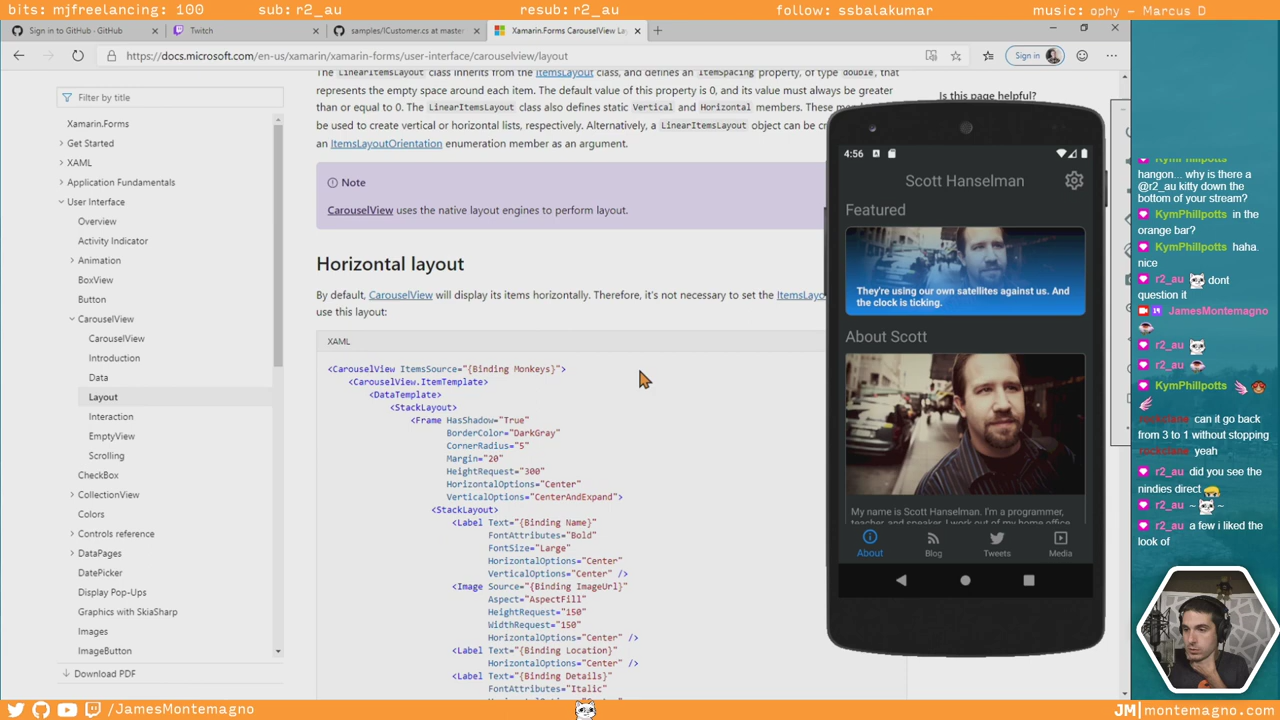 bits: mjfreelancing: 100
sub: r2_au
resub: r2_au
follow: ssbalakumar
music: ophy - Marcus D
Sign in to GitHub · GitHub
Twitch
samples/ICustomer.cs at master
Xamarin.Forms CarouselView La
https://docs.microsoft.com/en-us/xamarin/xamarin-forms/user-interface/carouselview/layout
Sign in
Filter by title
Xamarin.Forms
Get Started
XAML
Application Fundamentals
User Interface
Overview
Activity Indicator
Animation
BoxView
Button
CarouselView
CarouselView
Introduction
Data
Layout
Interaction
EmptyView
Scrolling
CheckBox
CollectionView
Colors
Controls reference
DataPages
DatePicker
Display Pop-Ups
Graphics with SkiaSharp
Images
ImageButton
Download PDF
The LinearItemsLayout class inherits from the ItemsLayout class, and defines an ItemSpacing property, of type double, that
represents the empty space around each item. The default value of this property is 0, and its value must always be greater
than or equal to 0. The LinearItemsLayout class also defines static Vertical and Horizontal members. These mem
be used to create vertical or horizontal lists, respectively. Alternatively, a LinearItemsLayout object can be cr
an ItemsLayoutOrientation enumeration member as an argument.
Note
CarouselView uses the native layout engines to perform layout.
Horizontal layout
By default, CarouselView will display its items horizontally. Therefore, it's not necessary to set the ItemsLayo
use this layout:
XAML
<CarouselView ItemsSource="{Binding Monkeys}">
<CarouselView.ItemTemplate>
<DataTemplate>
<StackLayout>
<Frame HasShadow="True"
BorderColor="DarkGray"
CornerRadius="5"
Margin="20"
HeightRequest="300"
HorizontalOptions="Center"
VerticalOptions="CenterAndExpand">
<StackLayout>
<Label Text="{Binding Name}"
FontAttributes="Bold"
FontSize="Large"
HorizontalOptions="Center"
VerticalOptions="Center" />
<Image Source="{Binding ImageUrl}"
Aspect="AspectFill"
HeightRequest="150"
WidthRequest="150"
HorizontalOptions="Center" />
<Label Text="{Binding Location}"
HorizontalOptions="Center" />
<Label Text="{Binding Details}"
FontAttributes="Italic"
Is this page helpful?
4:56
Scott Hanselman
Featured
They're using our own satellites against us. And
the clock is ticking.
About Scott
My name is Scott Hanselman. I'm a programmer,
teacher, and speaker. I work out of my home office
About
Blog
Tweets
Media
KymPhillpotts
hangon... why is there a
@r2_au kitty down the
bottom of your stream?
KymPhillpotts in the
orange bar?
KymPhillpotts haha.
nice
r2_au dont
question it
JamesMontemagno
r2_au
r2_au
KymPhillpotts
can it go back
from 3 to 1 without stopping
yeah
r2_au did you see the
nindies direct
r2_au ~ ~
r2_au a few i liked the
look of
/JamesMontemagno
JM montemagno.com